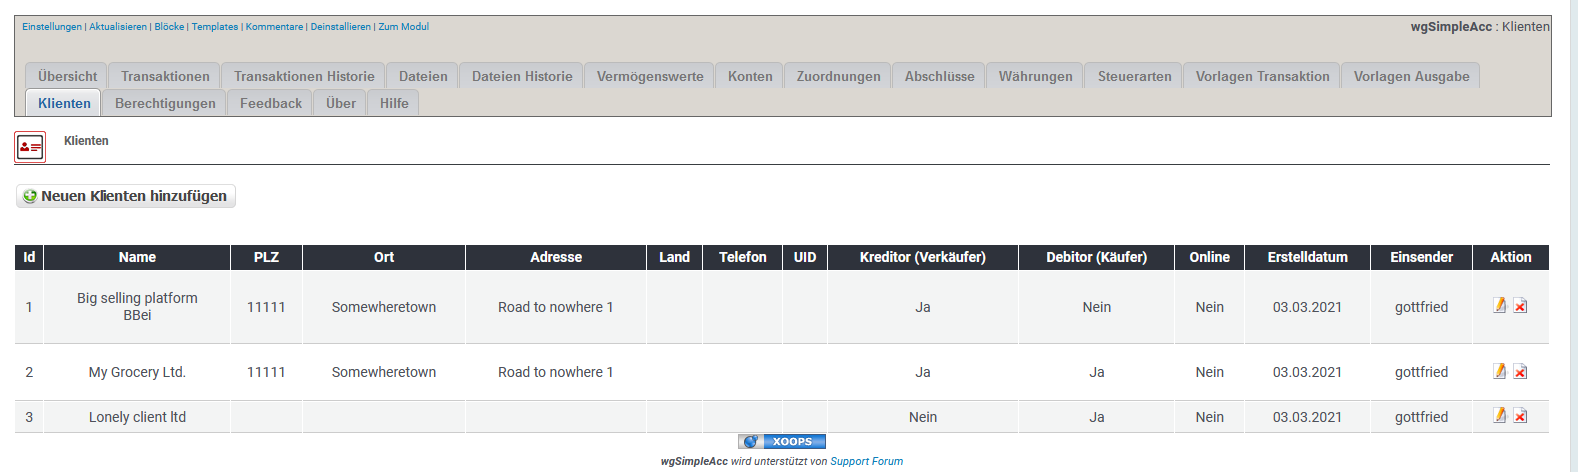 Einstellungen | Aktualisieren | Blöcke | Templates | Kommentare | Deinstallieren | Zum Modul
wgSimpleAcc : Klienten
Übersicht Transaktionen Transaktionen Historie Dateien Dateien Historie Vermögenswerte Konten Zuordnungen Abschlüsse Währungen Steuerarten Vorlagen Transaktion Vorlagen Ausgabe
Klienten Berechtigungen Feedback Über Hilfe
Klienten
Neuen Klienten hinzufügen
Id Name PLZ Ort Adresse Land Telefon UID Kreditor (Verkäufer) Debitor (Käufer) Online Erstelldatum Einsender Aktion
1 Big selling platform BBei 11111 Somewheretown Road to nowhere 1 Ja Nein Nein 03.03.2021 gottfried
2 My Grocery Ltd. 11111 Somewheretown Road to nowhere 1 Ja Ja Nein 03.03.2021 gottfried
3 Lonely client ltd Nein Ja Nein 03.03.2021 gottfried
XOOPS
wgSimpleAcc wird unterstützt von Support Forum